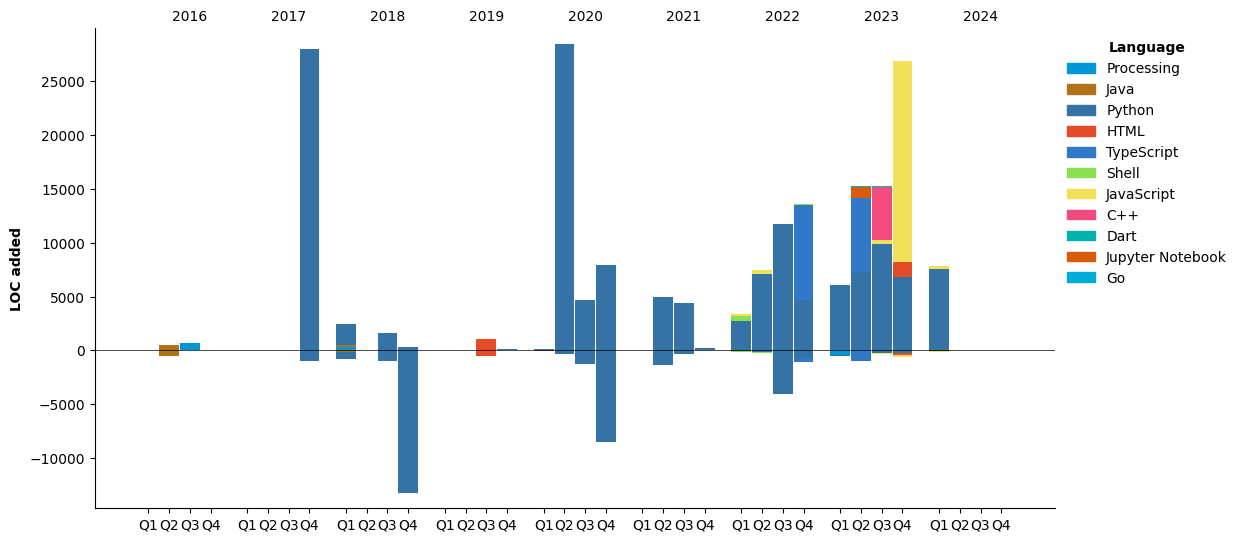 2016 2017 2018 2019 2020 2021 2022 2023 2024
LOC added
25000
20000
15000
10000
5000
0
−5000
−10000
Q1 Q2 Q3 Q4 Q1 Q2 Q3 Q4 Q1 Q2 Q3 Q4 Q1 Q2 Q3 Q4 Q1 Q2 Q3 Q4 Q1 Q2 Q3 Q4 Q1 Q2 Q3 Q4 Q1 Q2 Q3 Q4 Q1 Q2 Q3 Q4
Language
Processing
Java
Python
HTML
TypeScript
Shell
JavaScript
C++
Dart
Jupyter Notebook
Go